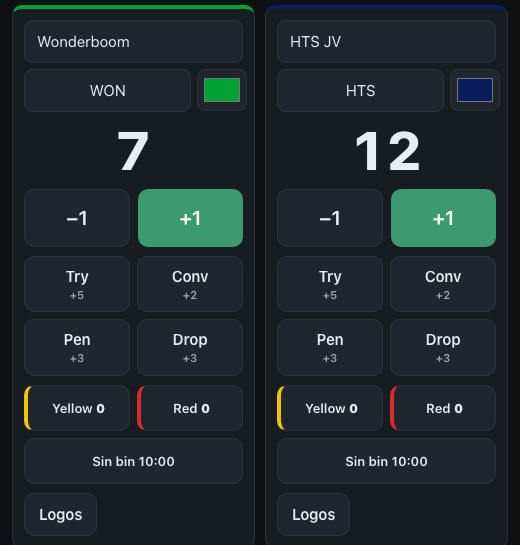 Wonderboom
WON
7
−1 +1
Try Conv
+5 +2
Pen Drop
+3 +3
Yellow 0 Red 0
Sin bin 10:00
Logos
HTS JV
HTS
12
−1 +1
Try Conv
+5 +2
Pen Drop
+3 +3
Yellow 0 Red 0
Sin bin 10:00
Logos